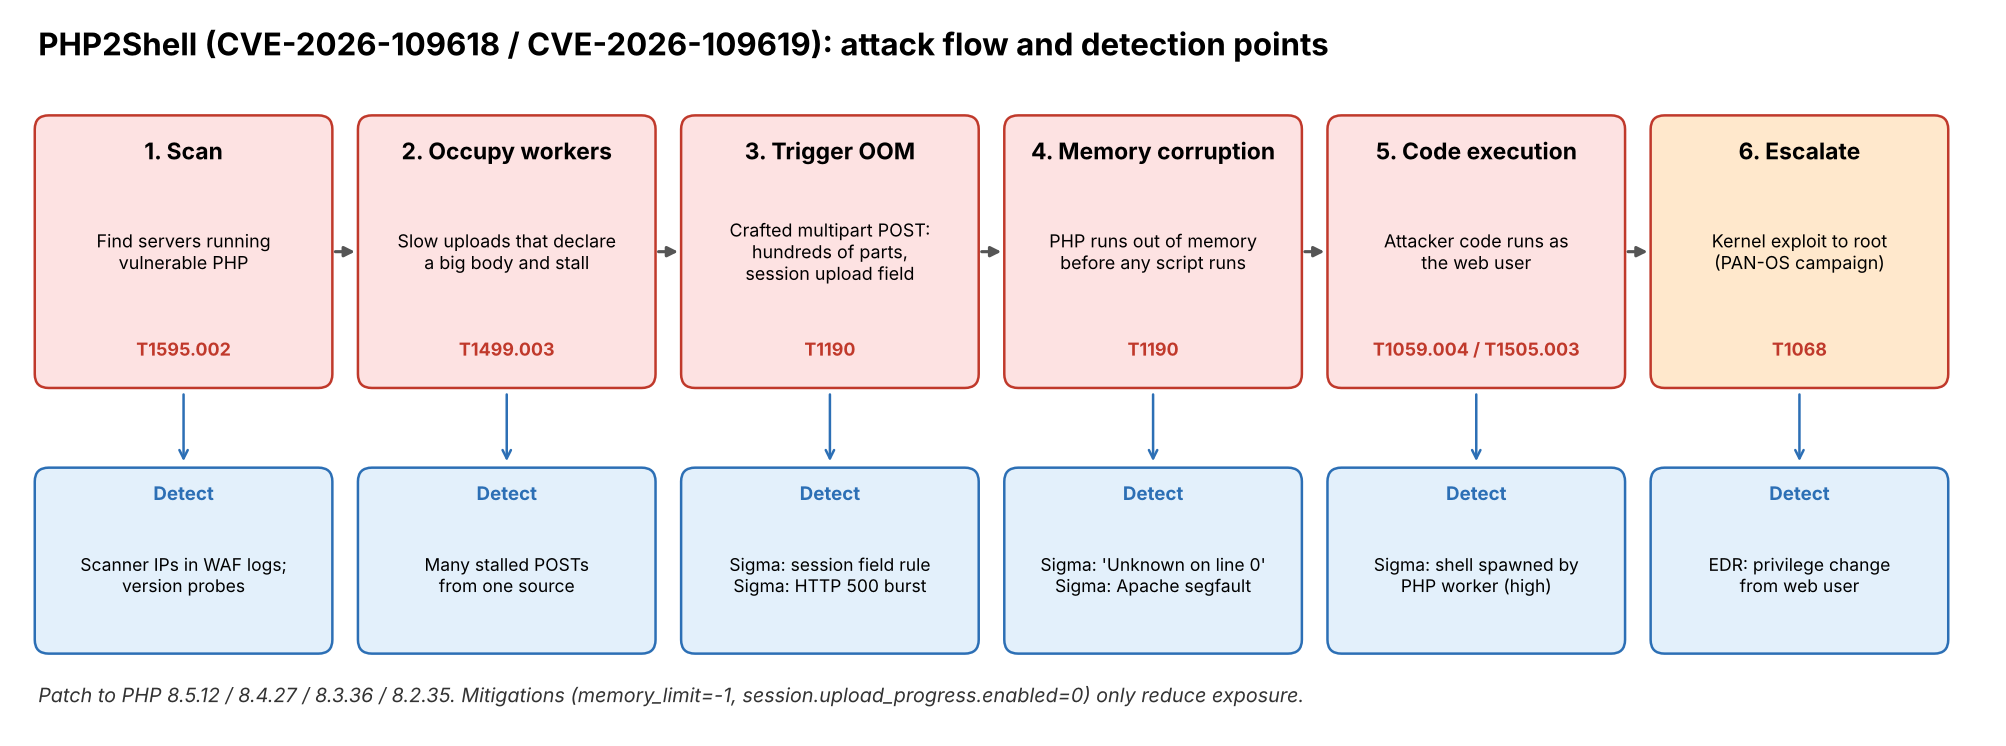 PHP2Shell (CVE-2026-109618 / CVE-2026-109619): attack flow and detection points
1. Scan
Find servers running
vulnerable PHP
T1595.002
2. Occupy workers
Slow uploads that declare
a big body and stall
T1499.003
3. Trigger OOM
Crafted multipart POST:
hundreds of parts,
session upload field
T1190
4. Memory corruption
PHP runs out of memory
before any script runs
T1190
5. Code execution
Attacker code runs as
the web user
T1059.004 / T1505.003
6. Escalate
Kernel exploit to root
(PAN-OS campaign)
T1068
Detect
Scanner IPs in WAF logs;
version probes
Detect
Many stalled POSTs
from one source
Detect
Sigma: session field rule
Sigma: HTTP 500 burst
Detect
Sigma: 'Unknown on line 0'
Sigma: Apache segfault
Detect
Sigma: shell spawned by
PHP worker (high)
Detect
EDR: privilege change
from web user
Patch to PHP 8.5.12 / 8.4.27 / 8.3.36 / 8.2.35. Mitigations (memory_limit=-1, session.upload_progress.enabled=0) only reduce exposure.